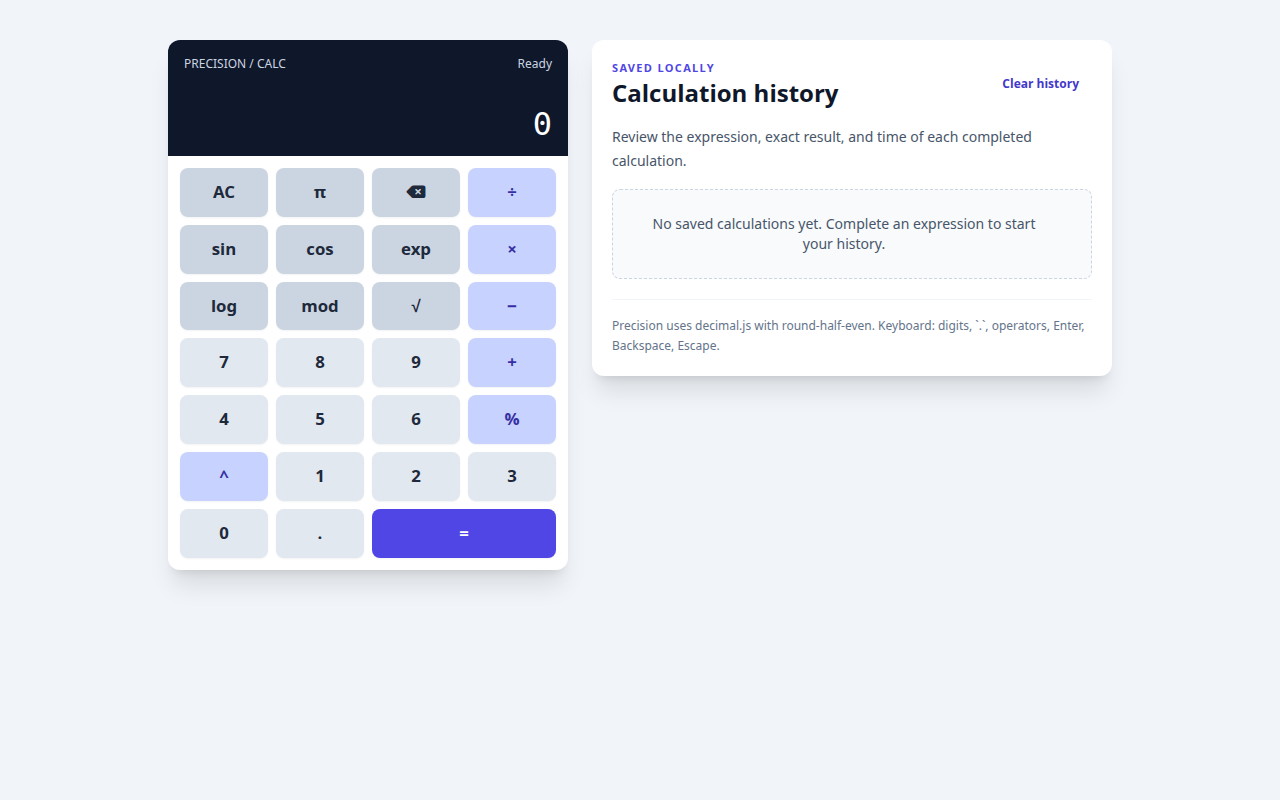 PRECISION / CALC
Ready
0
AC π ÷
sin cos exp ×
log mod √ −
7 8 9 +
4 5 6 %
^ 1 2 3
0 . =
SAVED LOCALLY
Calculation history
Clear history
Review the expression, exact result, and time of each completed
calculation.
No saved calculations yet. Complete an expression to start
your history.
Precision uses decimal.js with round-half-even. Keyboard: digits, `.`, operators, Enter,
Backspace, Escape.